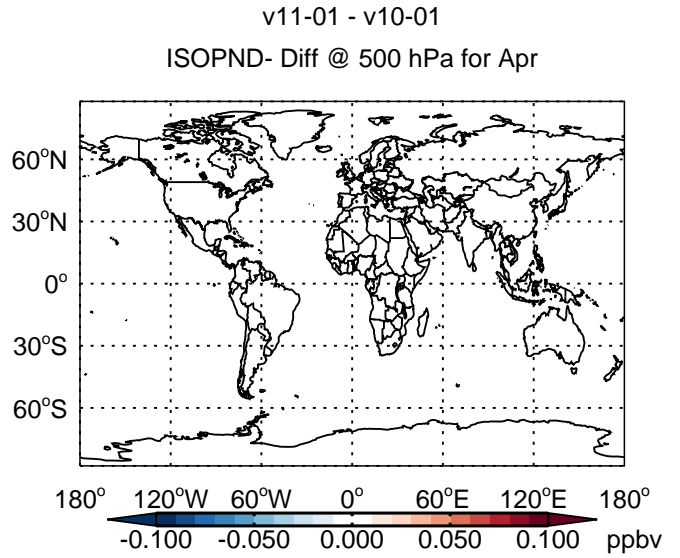 v11-01 - v10-01
ISOPND- Diff @ 500 hPa for Apr
60°N
30°N
0°
30°S
60°S
180° 120°W 60°W 0° 60°E 120°E 180°
-0.100 -0.050 0.000 0.050 0.100 ppbv